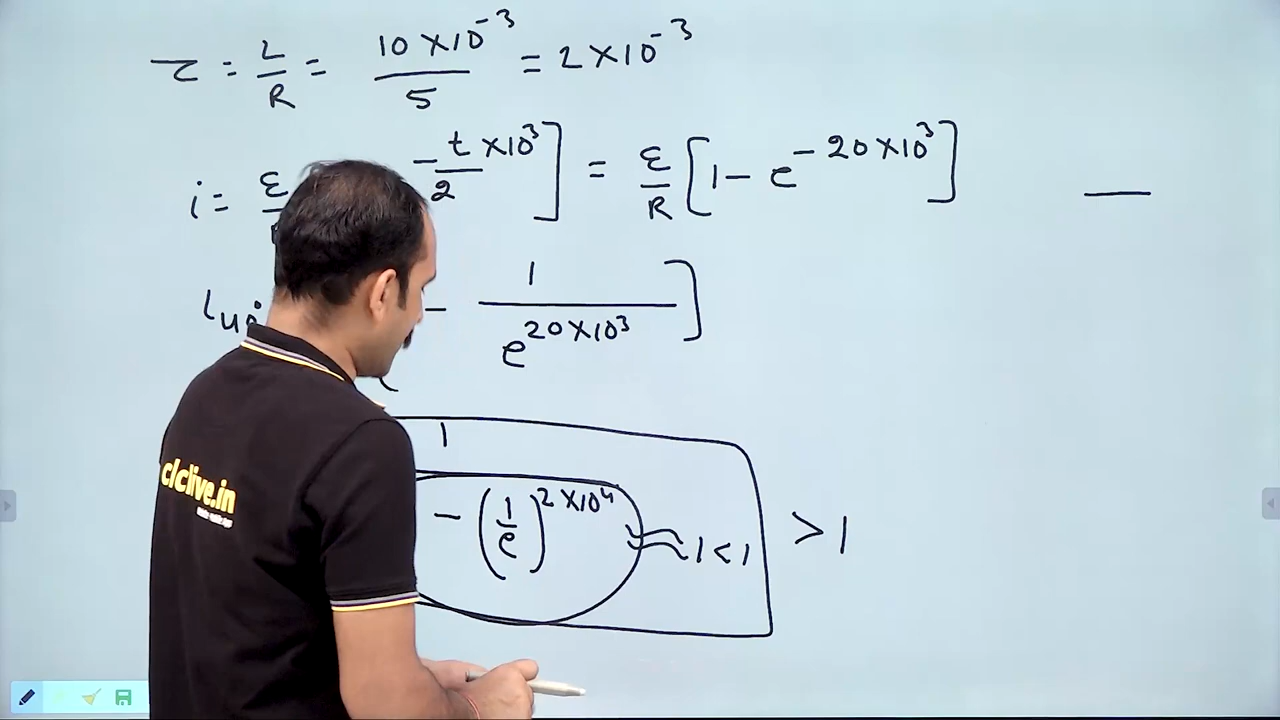 τ = L/R = 10 × 10⁻³ / 5 = 2 × 10⁻³
i = ε [ − t/2 × 10³ ] = ε/R [ 1 − e^(−20 × 10³) ]
i₄₀ − 1 / e^(20 × 10³) ]
1
− (1/e)^(2 × 10⁴) ≈ 1 < 1 > 1
clclive.in